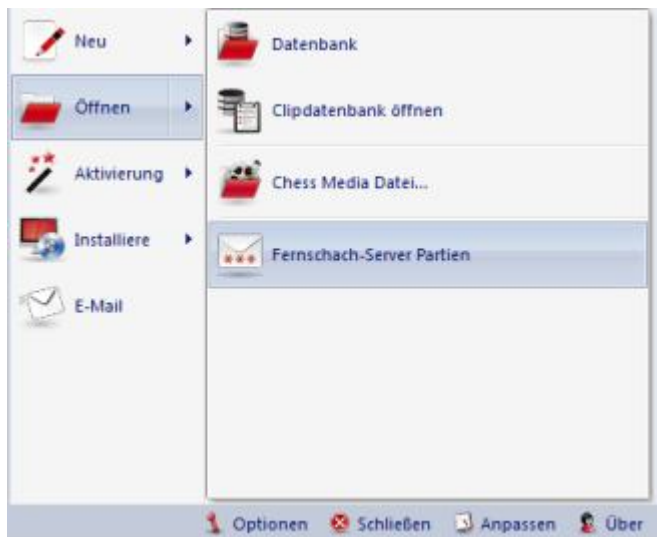 Neu
Öffnen
Aktivierung
Installiere
E-Mail
Datenbank
Clipdatenbank öffnen
Chess Media Datei...
Fernschach-Server Partien
Optionen Schließen Anpassen Über